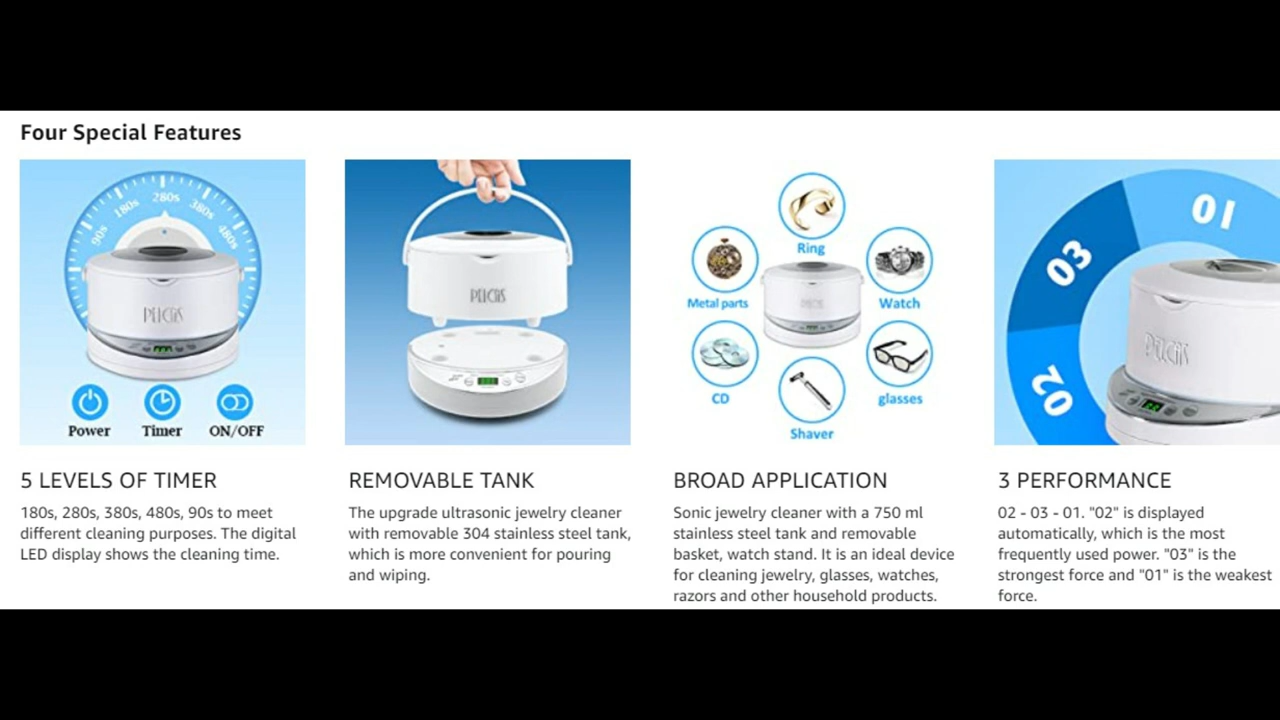 Four Special Features
90s 180s 280s 380s 480s
PELCAS
Power Timer ON/OFF
PELCAS
Ring
Metal parts
Watch
PELCAS
CD
glasses
Shaver
01
03
02
PELCAS
5 LEVELS OF TIMER
180s, 280s, 380s, 480s, 90s to meet
different cleaning purposes. The digital
LED display shows the cleaning time.
REMOVABLE TANK
The upgrade ultrasonic jewelry cleaner
with removable 304 stainless steel tank,
which is more convenient for pouring
and wiping.
BROAD APPLICATION
Sonic jewelry cleaner with a 750 ml
stainless steel tank and removable
basket, watch stand. It is an ideal device
for cleaning jewelry, glasses, watches,
razors and other household products.
3 PERFORMANCE
02 - 03 - 01. "02" is displayed
automatically, which is the most
frequently used power. "03" is the
strongest force and "01" is the weakest
force.